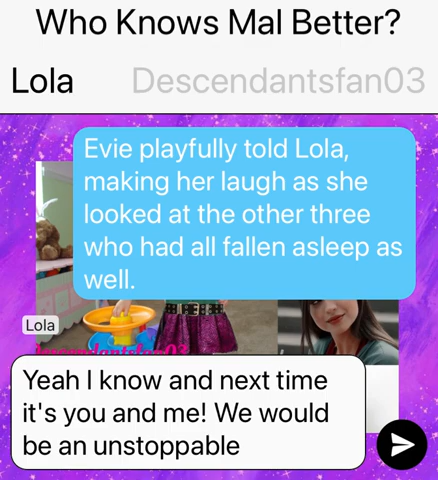 Who Knows Mal Better?
Lola Descendantsfan03
Evie playfully told Lola,
making her laugh as she
looked at the other three
who had all fallen asleep as
well.
Lola
Yeah I know and next time
it's you and me! We would
be an unstoppable